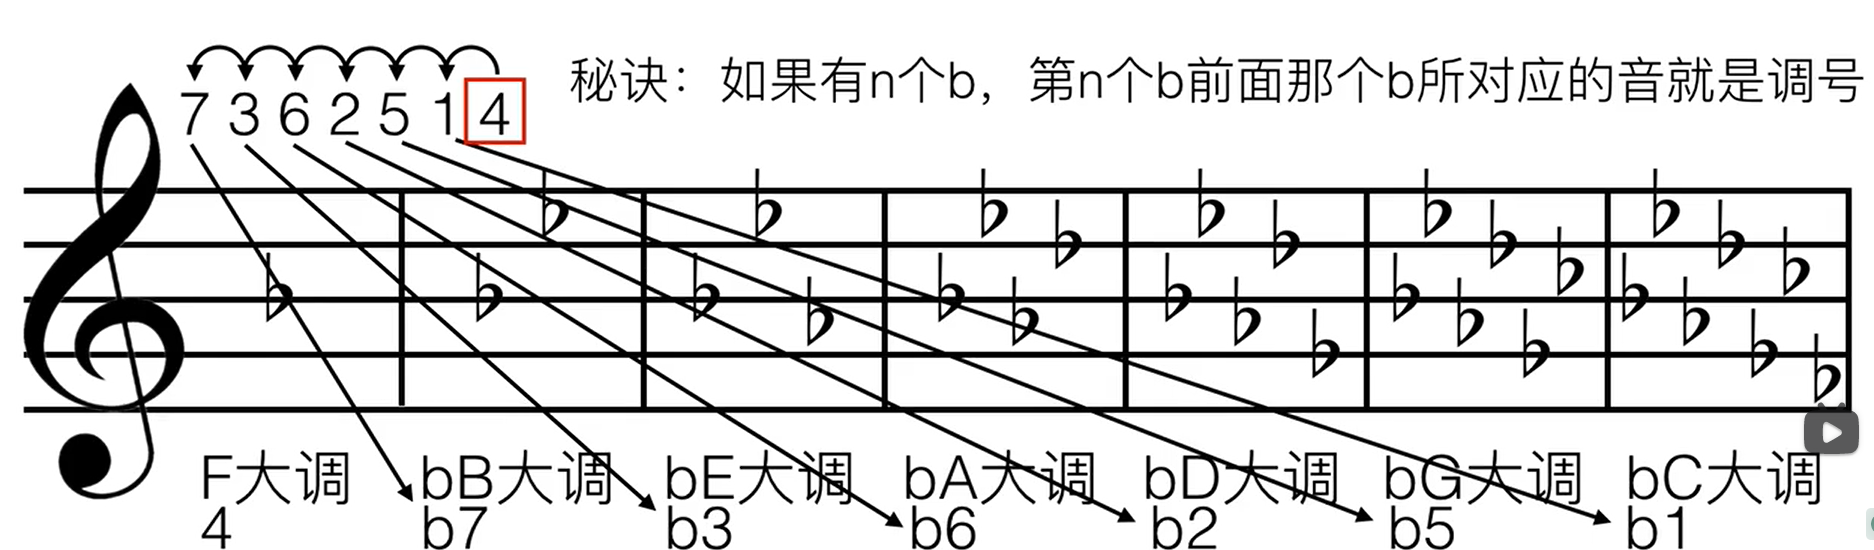 7 3 6 2 5 1 4
秘诀：如果有n个b，第n个b前面那个b所对应的音就是调号
F大调 bB大调 bE大调 bA大调 bD大调 bG大调 bC大调
4 b7 b3 b6 b2 b5 b1